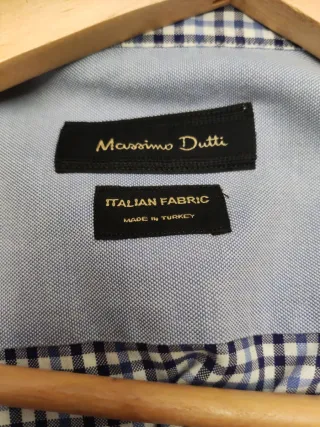 Massimo Dutti
ITALIAN FABRIC
MADE IN TURKEY